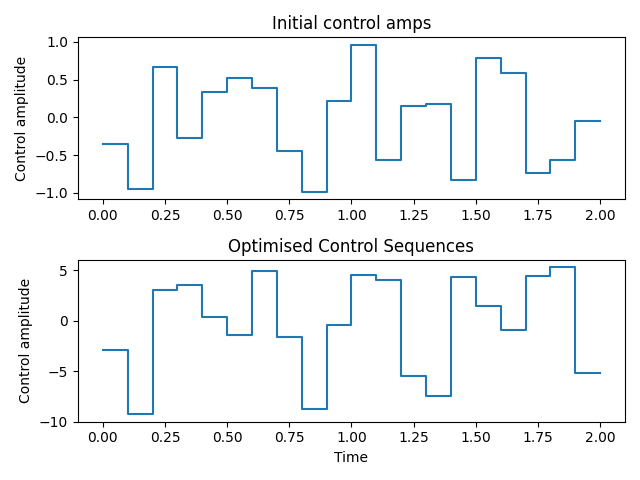 Initial control amps
Control amplitude
1.0
0.5
0.0
−0.5
−1.0
0.00 0.25 0.50 0.75 1.00 1.25 1.50 1.75 2.00
Optimised Control Sequences
Control amplitude
5
0
−5
−10
0.00 0.25 0.50 0.75 1.00 1.25 1.50 1.75 2.00
Time